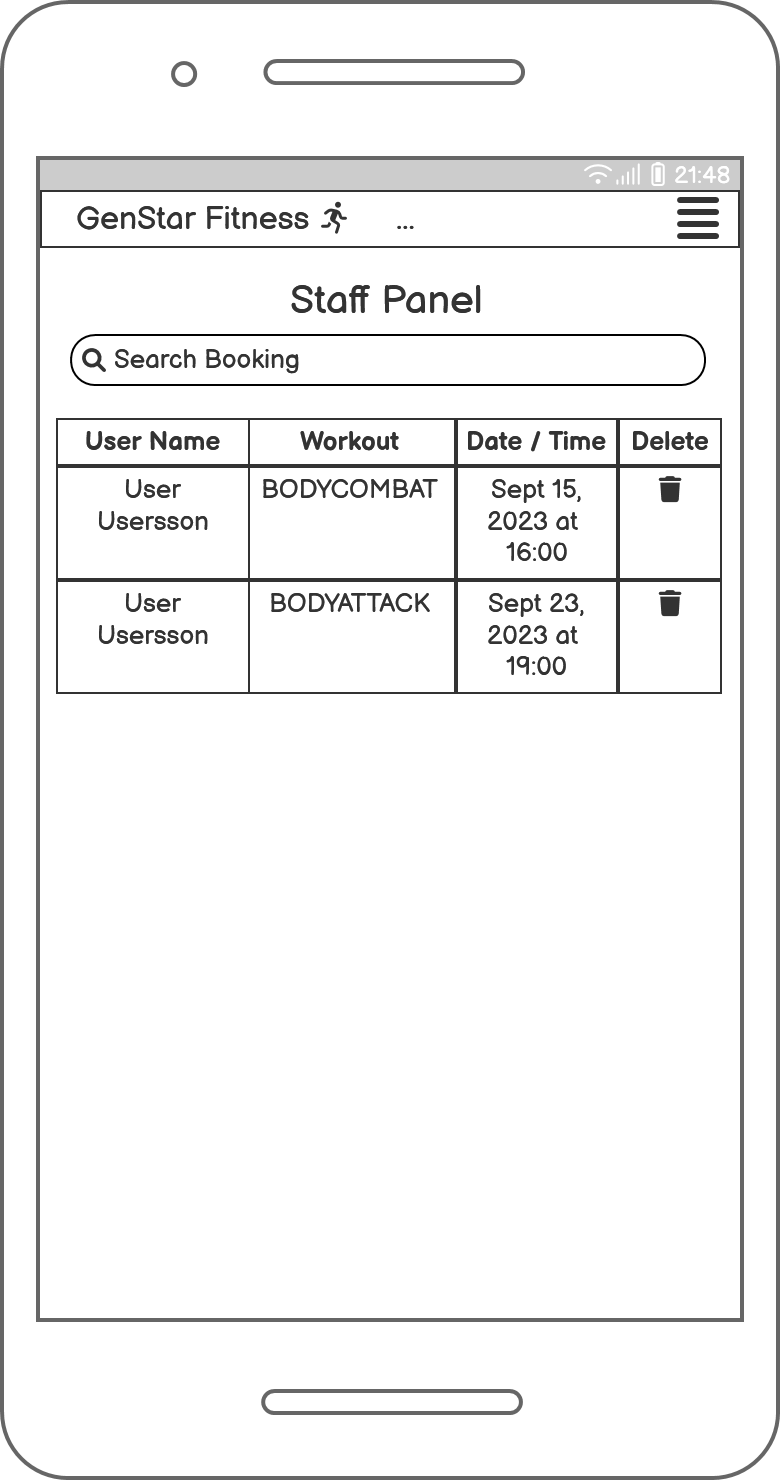 21:48
GenStar Fitness ...
Staff Panel
Search Booking
User Name Workout Date / Time Delete
User BODYCOMBAT Sept 15,
Usersson 2023 at
16:00
User BODYATTACK Sept 23,
Usersson 2023 at
19:00